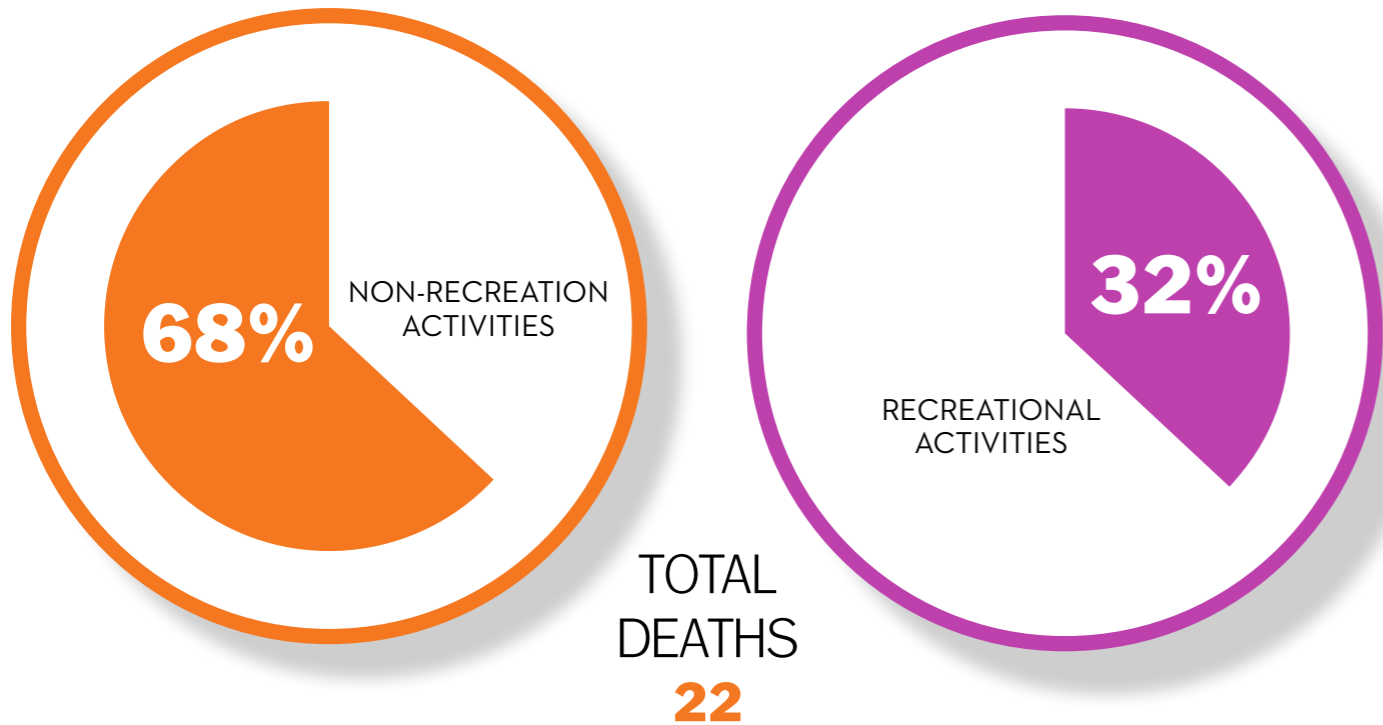 68%
NON-RECREATION
ACTIVITIES
32%
RECREATIONAL
ACTIVITIES
TOTAL
DEATHS
22